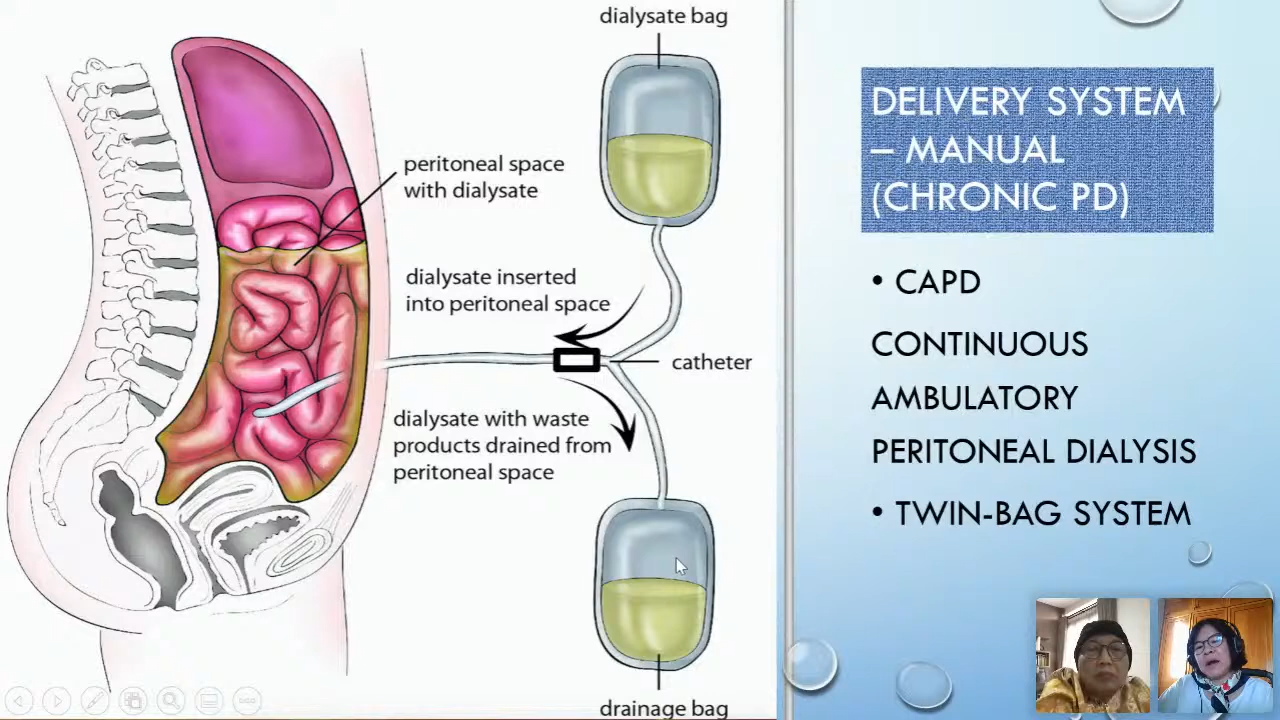 dialysate bag
peritoneal space
with dialysate
dialysate inserted
into peritoneal space
catheter
dialysate with waste
products drained from
peritoneal space
drainage bag
DELIVERY SYSTEM
– MANUAL
(CHRONIC PD)
• CAPD
CONTINUOUS
AMBULATORY
PERITONEAL DIALYSIS
• TWIN-BAG SYSTEM